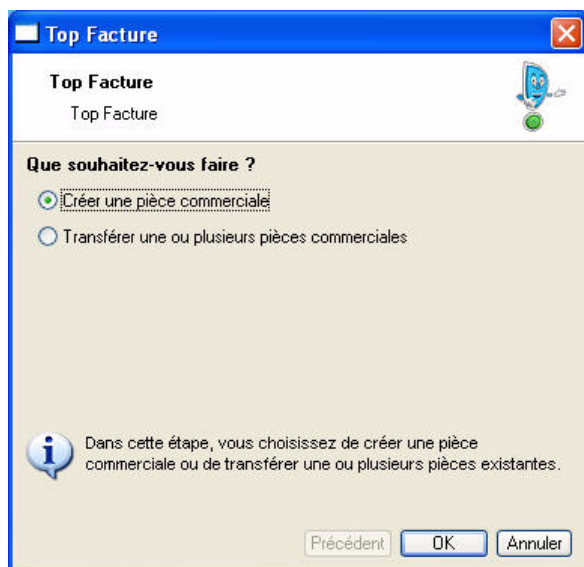 Top Facture
Top Facture
Top Facture
Que souhaitez-vous faire ?
Créer une pièce commerciale
Transférer une ou plusieurs pièces commerciales
Dans cette étape, vous choisissez de créer une pièce
commerciale ou de transférer une ou plusieurs pièces existantes.
Précédent OK Annuler